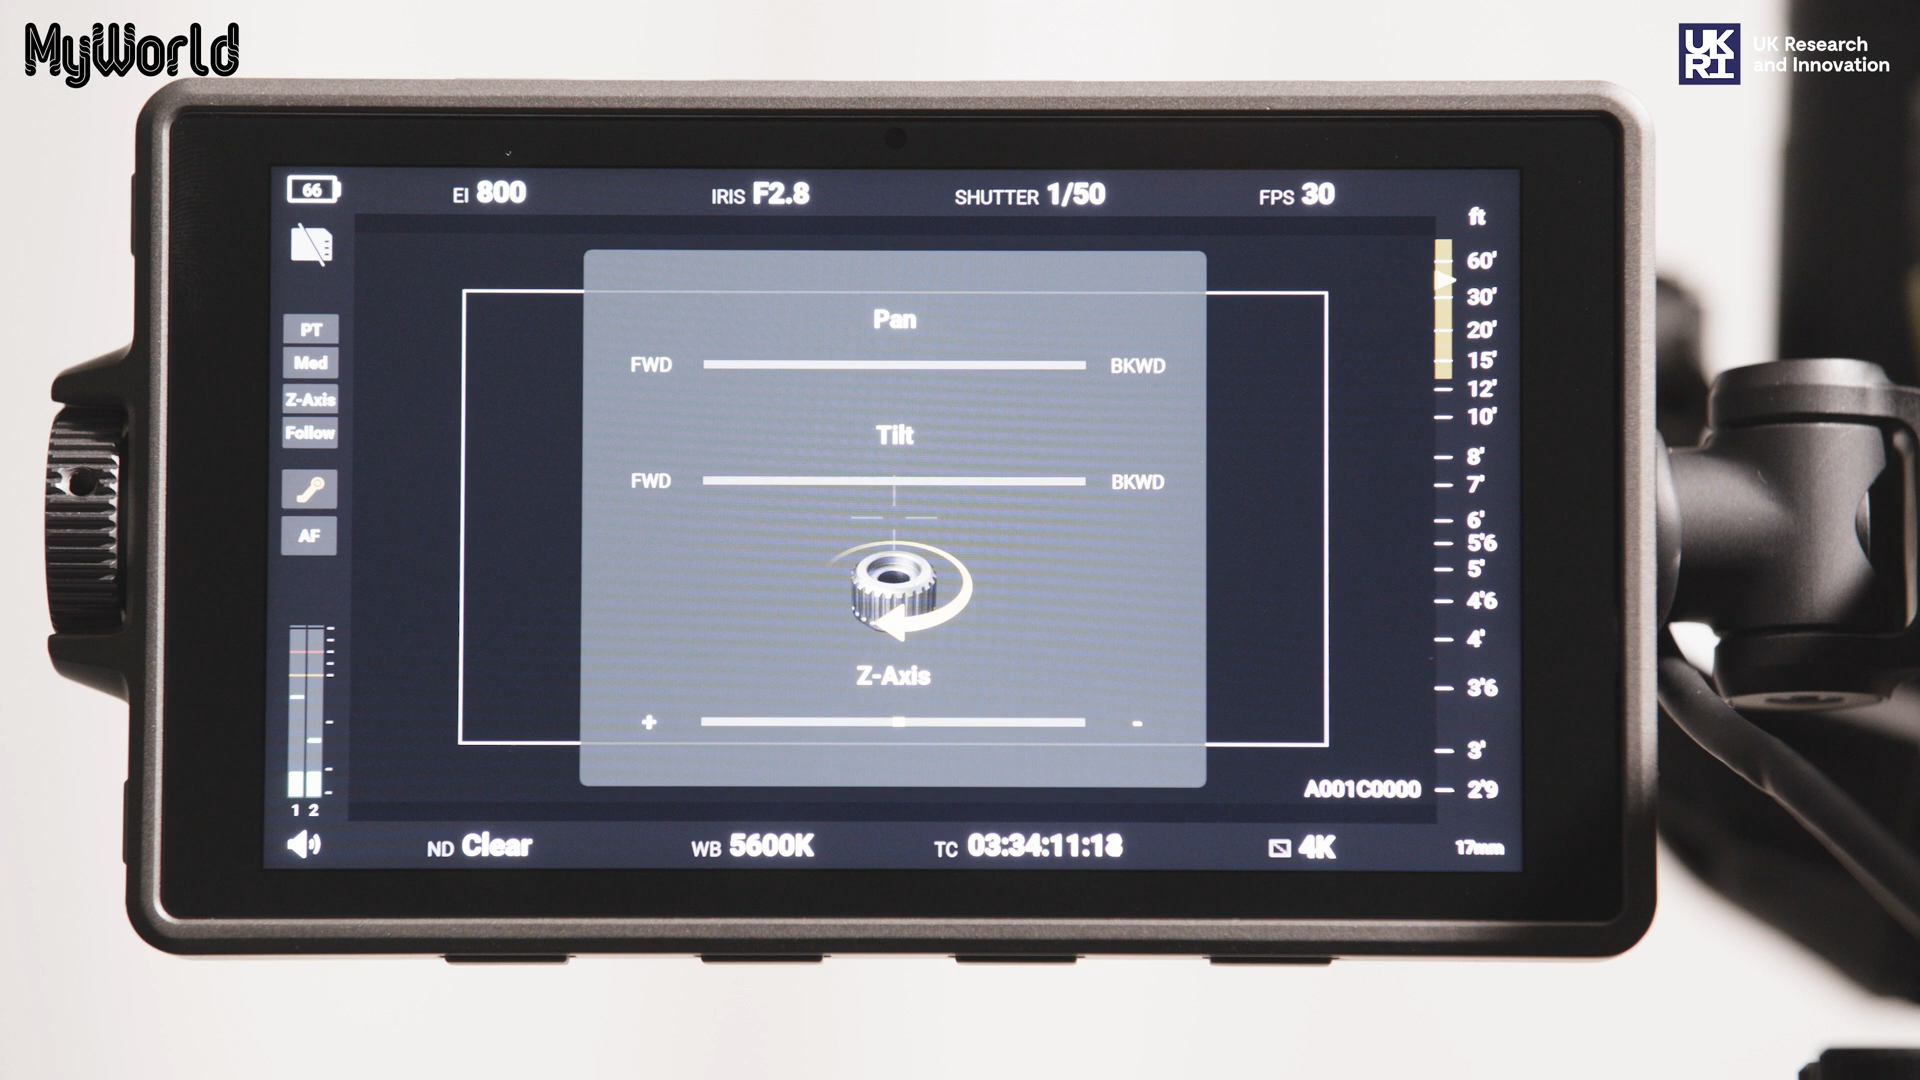 MyWorld
UKRI
UK Research
and Innovation
66
EI 800
IRIS F2.8
SHUTTER 1/50
FPS 30
ft
60'
30'
20'
15'
12'
10'
8'
7'
6'
5'6
5'
4'6
4'
3'6
3'
2'9
17mm
PT
Med
Z-Axis
Follow
AF
1 2
Pan
FWD BKWD
Tilt
FWD BKWD
Z-Axis
+ -
A001C0000
ND Clear
WB 5600K
TC 03:34:11:18
4K